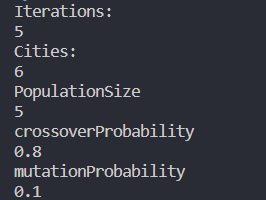 Iterations:
5
Cities:
6
PopulationSize
5
crossoverProbability
0.8
mutationProbability
0.1